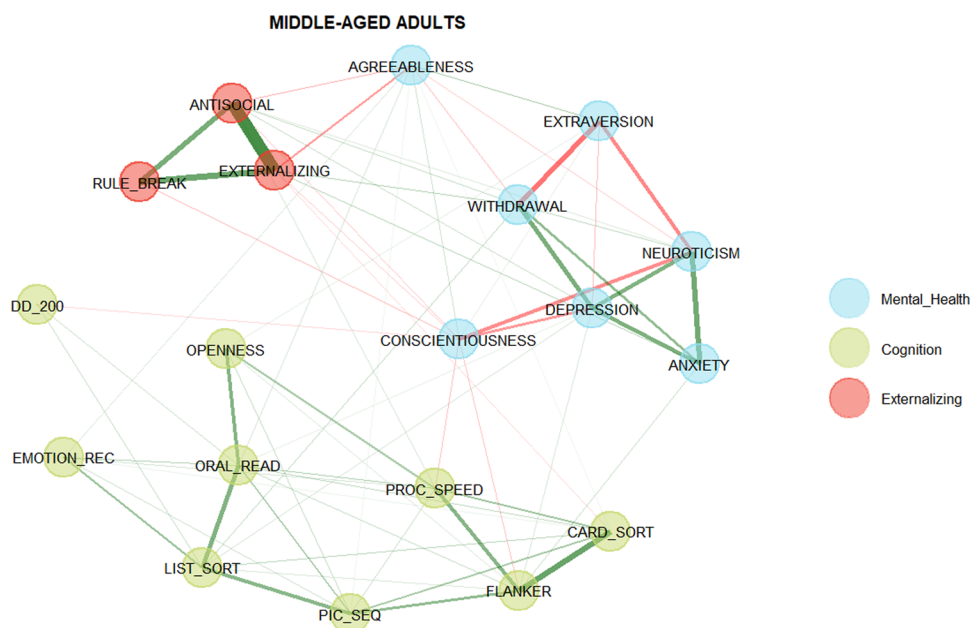 MIDDLE-AGED ADULTS
AGREEABLENESS
ANTISOCIAL
EXTRAVERSION
EXTERNALIZING
RULE_BREAK
WITHDRAWAL
NEUROTICISM
Mental_Health
DD_200
DEPRESSION
CONSCIENTIOUSNESS
OPENNESS
Cognition
ANXIETY
Externalizing
EMOTION_REC
ORAL_READ
PROC_SPEED
CARD_SORT
LIST_SORT
FLANKER
PIC_SEQ